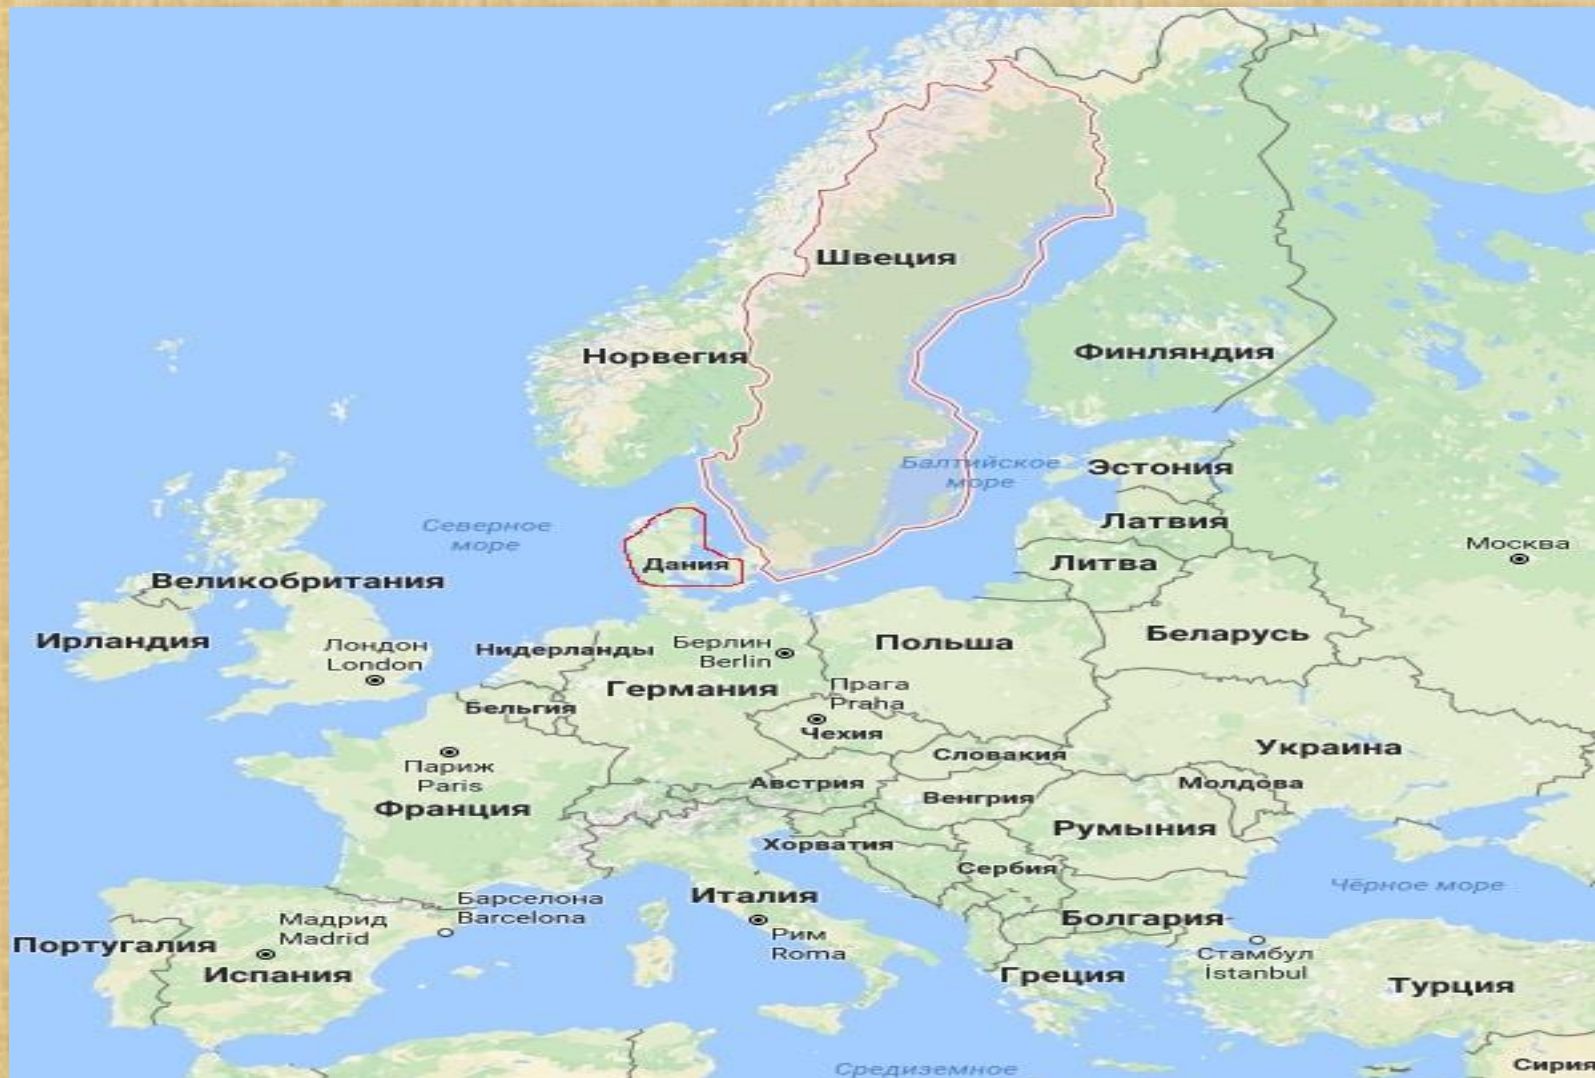 Швеция
Норвегия
Финляндия
Балтийское
море
Эстония
Северное
море
Латвия
Москва
Дания
Литва
Великобритания
Ирландия
Беларусь
Лондон
London
Нидерланды
Берлин
Berlin
Польша
Германия
Прага
Praha
Бельгия
Чехия
Украина
Словакия
Париж
Paris
Австрия
Молдова
Венгрия
Франция
Румыния
Хорватия
Сербия
Чёрное море
Италия
Барселона
Barcelona
Мадрид
Madrid
Болгария
Португалия
Рим
Roma
Испания
Стамбул
İstanbul
Греция
Турция
Средиземное
Сирия